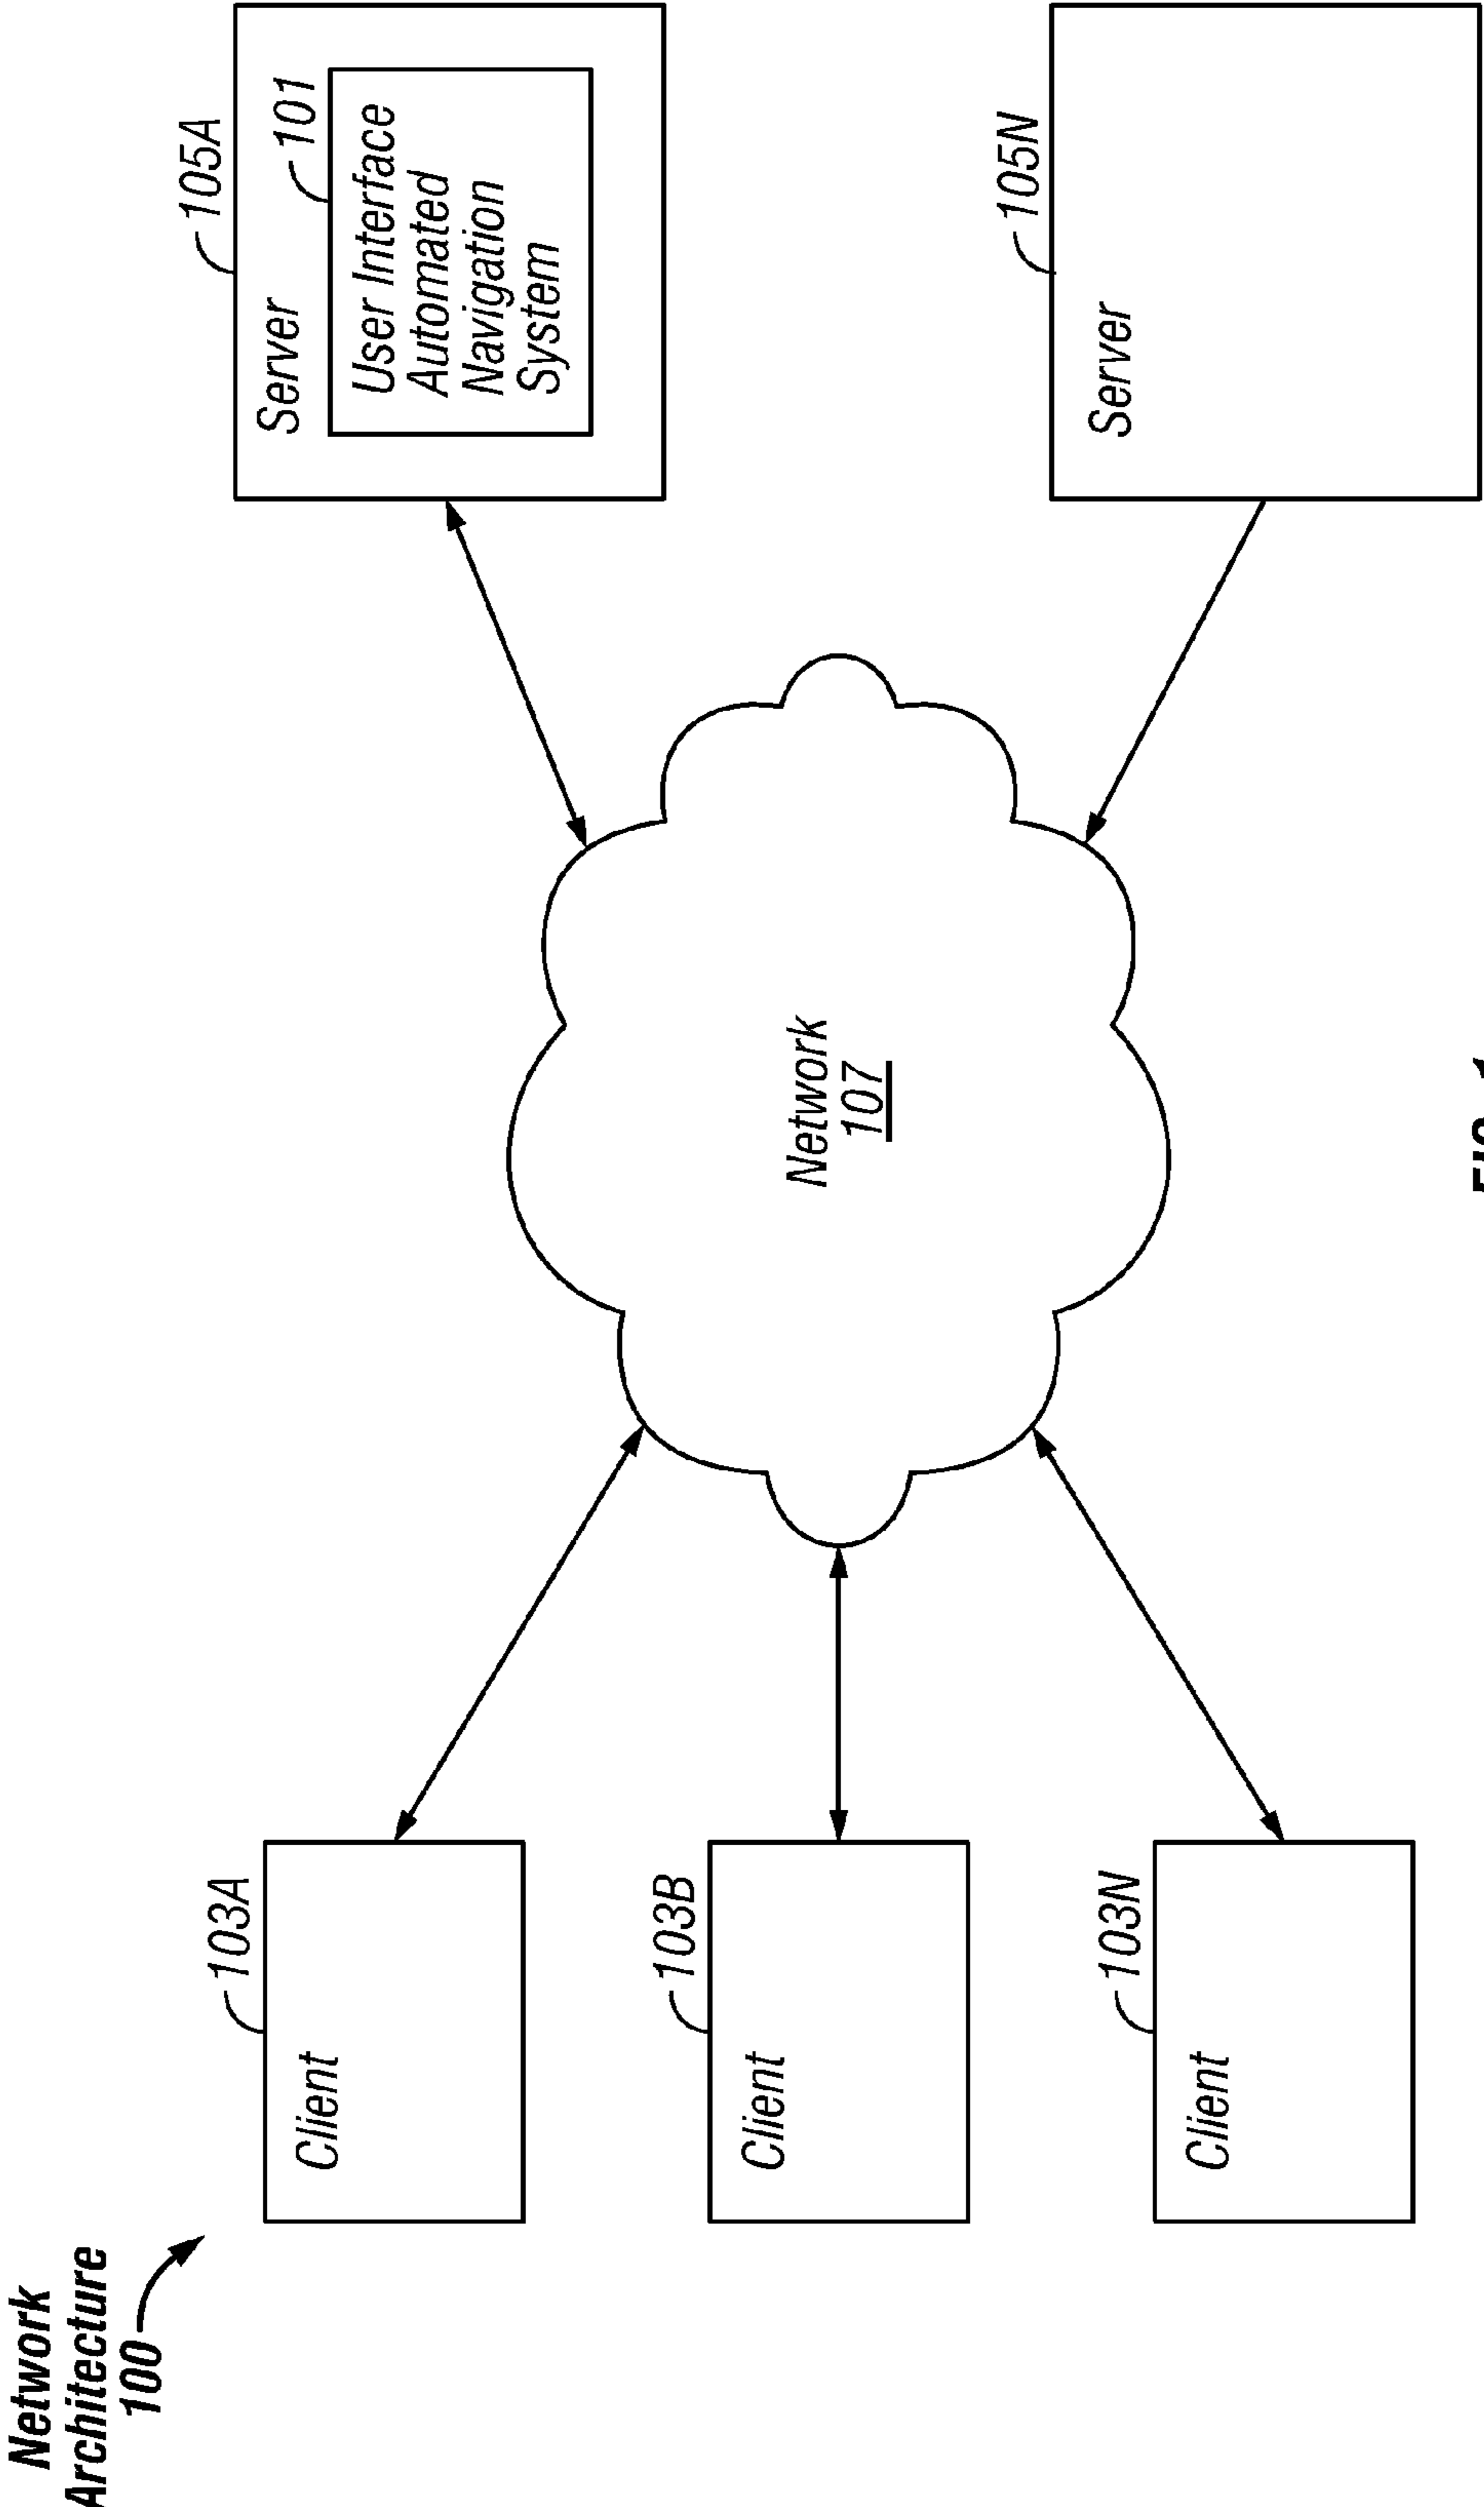 Network
Architecture
100
103A
Client
103B
Client
103N
Client
Network
107
105A
Server
101
User Interface
Automated
Navigation
System
105N
Server